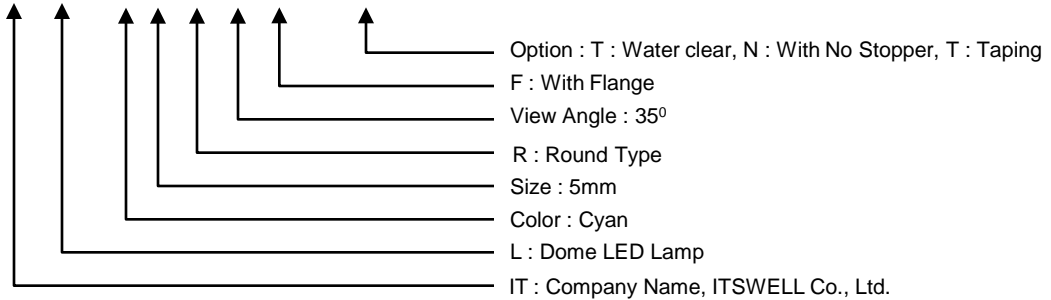 Option : T : Water clear, N : With No Stopper, T : Taping
F : With Flange
View Angle : 35⁰
R : Round Type
Size : 5mm
Color : Cyan
L : Dome LED Lamp
IT : Company Name, ITSWELL Co., Ltd.